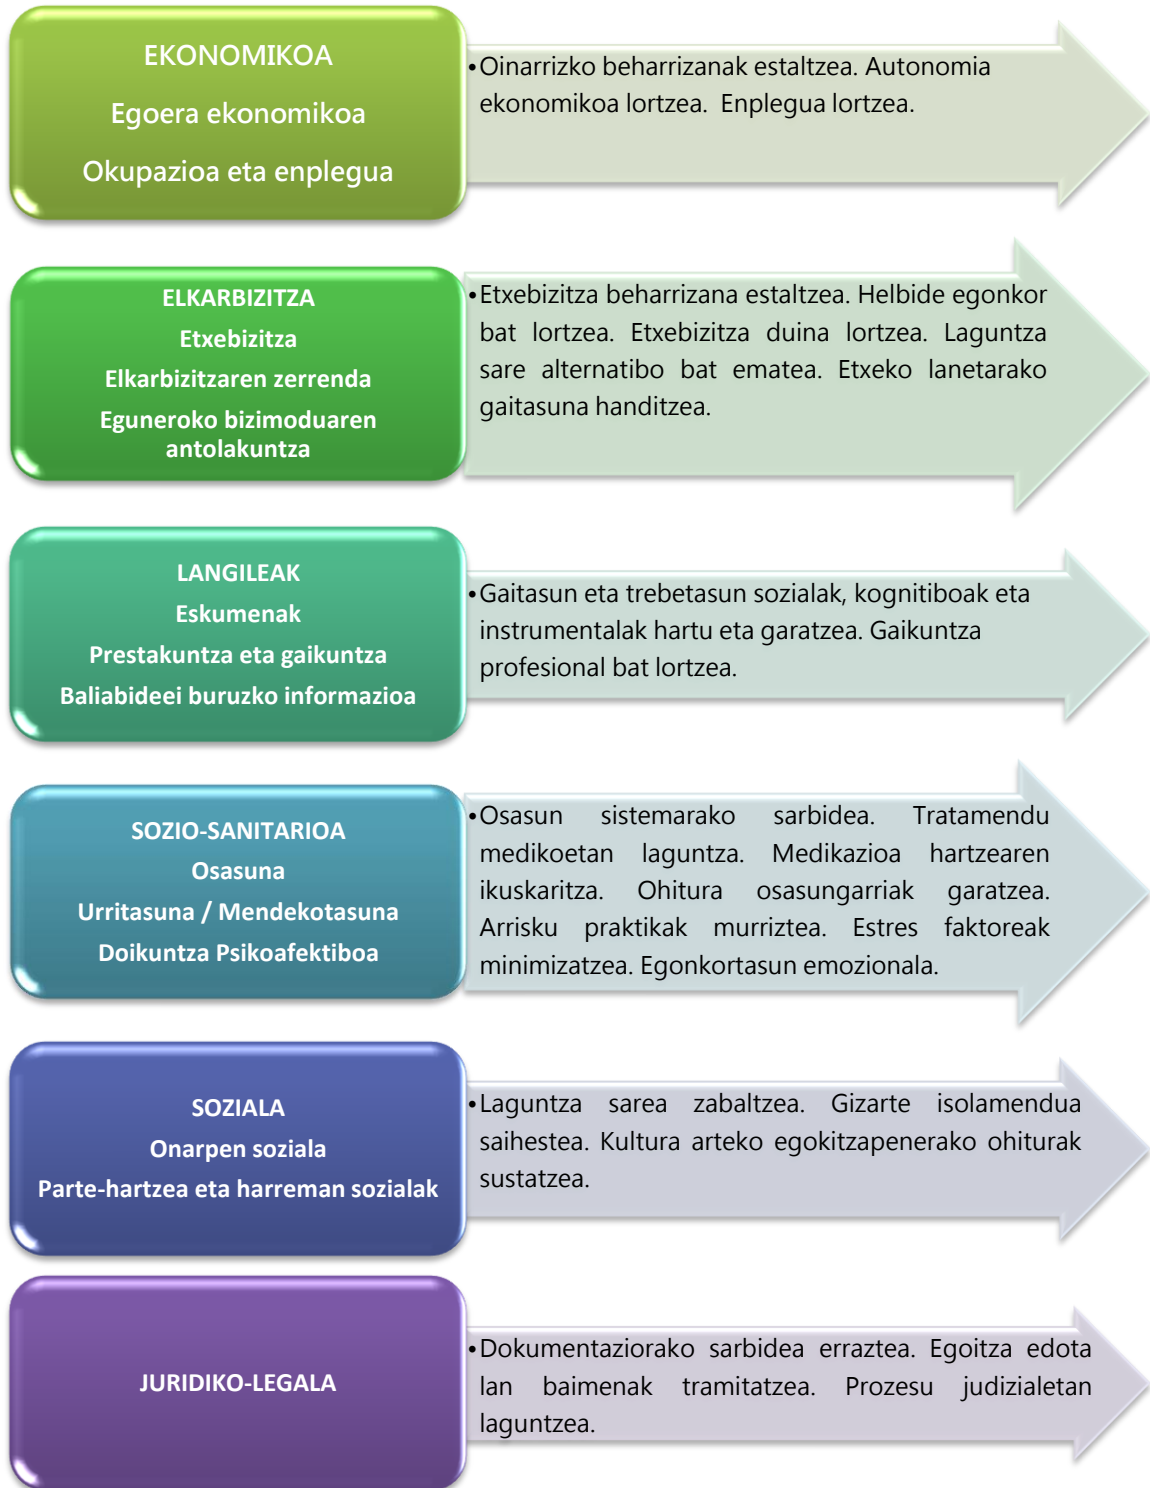 EKONOMIKOA
Egoera ekonomikoa
Okupazioa eta enplegua
•Oinarrizko beharrizanak estaltzea. Autonomia
ekonomikoa lortzea. Enplegua lortzea.
ELKARBIZITZA
Etxebizitza
Elkarbizitzaren zerrenda
Eguneroko bizimoduaren
antolakuntza
•Etxebizitza beharrizana estaltzea. Helbide egonkor
bat lortzea. Etxebizitza duina lortzea. Laguntza
sare alternatibo bat ematea. Etxeko lanetarako
gaitasuna handitzea.
LANGILEAK
Eskumenak
Prestakuntza eta gaikuntza
Baliabideei buruzko informazioa
•Gaitasun eta trebetasun sozialak, kognitiboak eta
instrumentalak hartu eta garatzea. Gaikuntza
profesional bat lortzea.
SOZIO-SANITARIOA
Osasuna
Urritasuna / Mendekotasuna
Doikuntza Psikoafektiboa
•Osasun sistemarako sarbidea. Tratamendu
medikoetan laguntza. Medikazioa hartzearen
ikuskaritza. Ohitura osasungarriak garatzea.
Arrisku praktikak murriztea. Estres faktoreak
minimizatzea. Egonkortasun emozionala.
SOZIALA
Onarpen soziala
Parte-hartzea eta harreman sozialak
•Laguntza sarea zabaltzea. Gizarte isolamendua
saihestea. Kultura arteko egokitzapenerako ohiturak
sustatzea.
JURIDIKO-LEGALA
•Dokumentaziorako sarbidea erraztea. Egoitza edota
lan baimenak tramitatzea. Prozesu judizialetan
laguntzea.